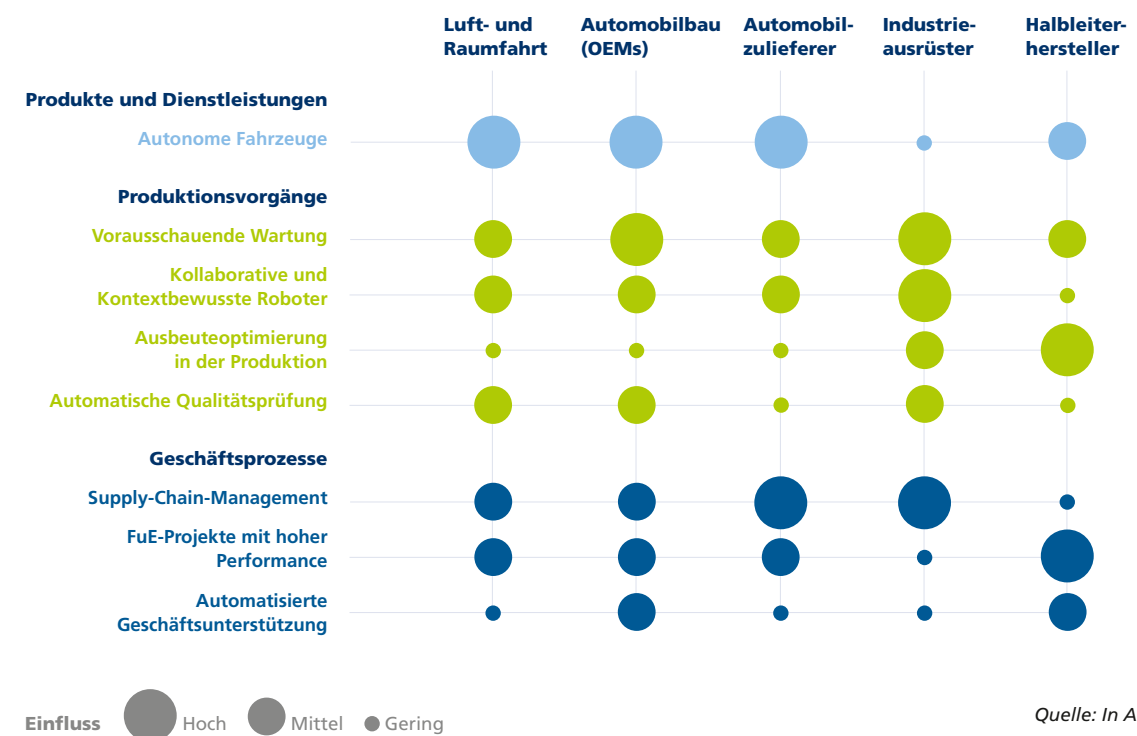 Luft- und
Raumfahrt
Automobilbau
(OEMs)
Automobil-
zulieferer
Industrie-
ausrüster
Halbleiter-
hersteller
Produkte und Dienstleistungen
Autonome Fahrzeuge
Produktionsvorgänge
Vorausschauende Wartung
Kollaborative und
Kontextbewusste Roboter
Ausbeuteoptimierung
in der Produktion
Automatische Qualitätsprüfung
Geschäftsprozesse
Supply-Chain-Management
FuE-Projekte mit hoher
Performance
Automatisierte
Geschäftsunterstützung
Einfluss Hoch Mittel Gering
Quelle: In A